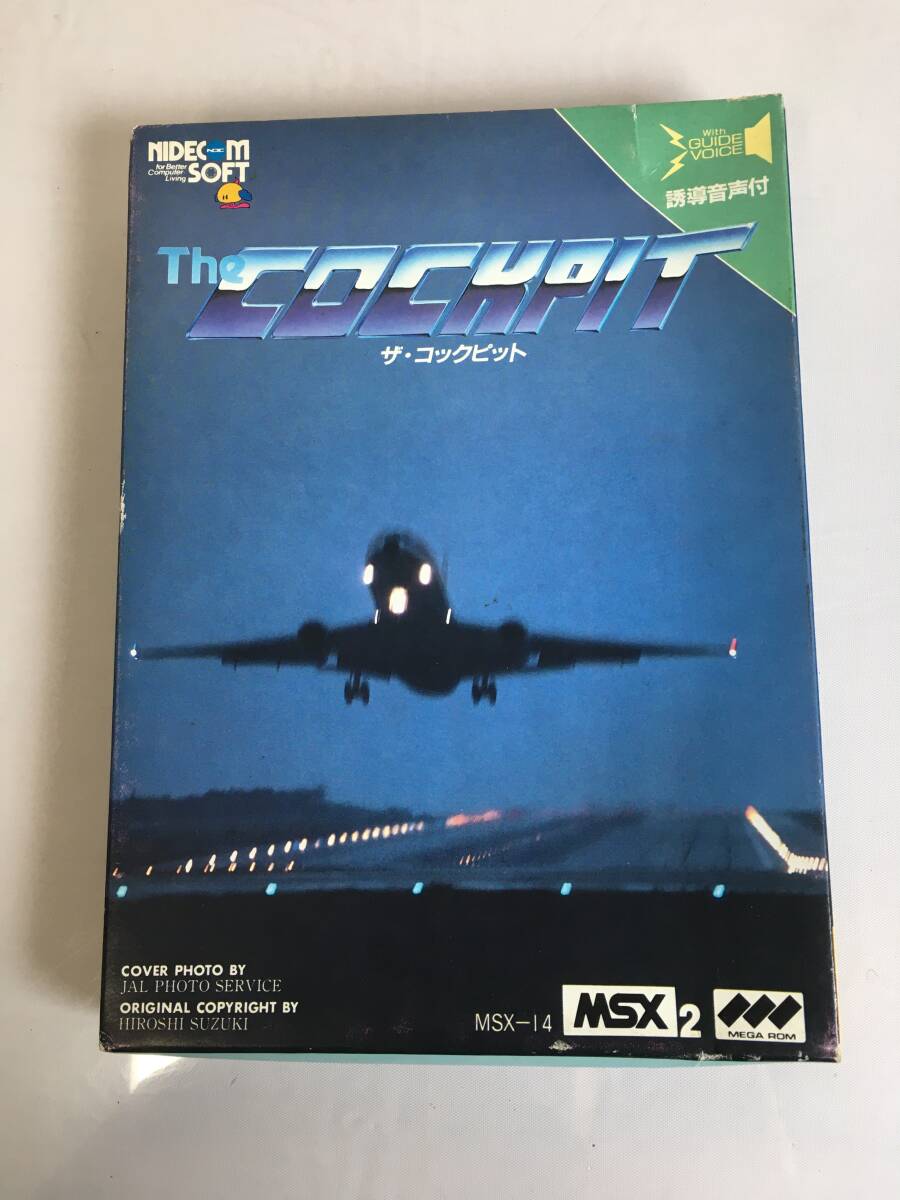 NIDECOM
for Better
Computer
Living
SOFT
With
GUIDE
VOICE
誘導音声付
The COCKPIT
ザ・コックピット
COVER PHOTO BY
JAL PHOTO SERVICE
ORIGINAL COPYRIGHT BY
HIROSHI SUZUKI
MSX-14
MSX2
MEGA ROM